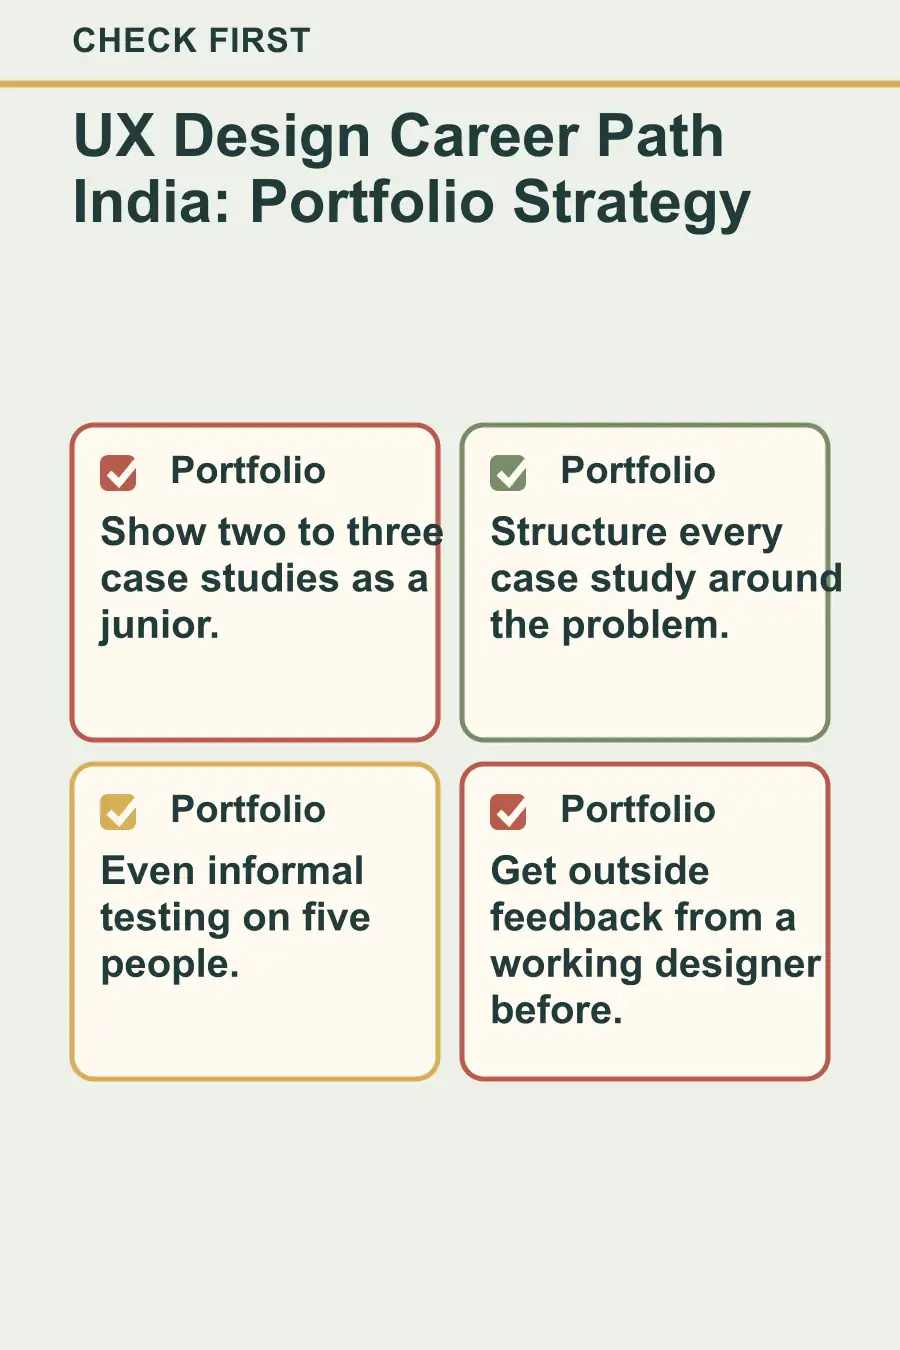 CHECK FIRST
UX Design Career Path
India: Portfolio Strategy
Portfolio
Show two to three
case studies as a
junior.
Portfolio
Structure every
case study around
the problem.
Portfolio
Even informal
testing on five
people.
Portfolio
Get outside
feedback from a
working designer
before.